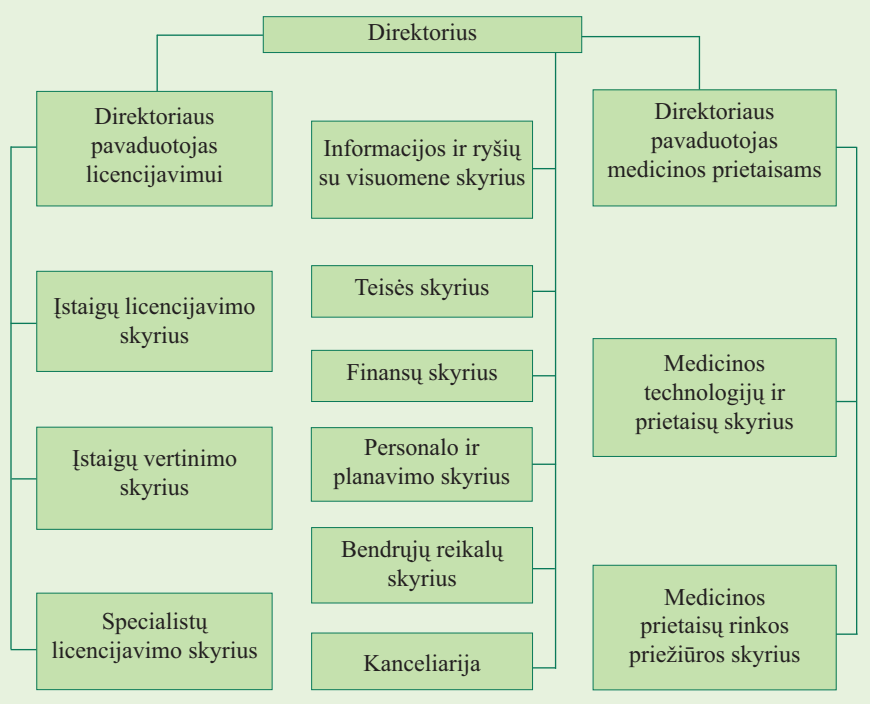 Direktorius
Direktoriaus
pavaduotojas
licencijavimui
Įstaigų licencijavimo
skyrius
Įstaigų vertinimo
skyrius
Specialistų
licencijavimo skyrius
Informacijos ir ryšių
su visuomene skyrius
Teisės skyrius
Finansų skyrius
Personalo ir
planavimo skyrius
Bendrųjų reikalų
skyrius
Kanceliarija
Direktoriaus
pavaduotojas
medicinos prietaisams
Medicinos
technologijų ir
prietaisų skyrius
Medicinos
prietaisų rinkos
priežiūros skyrius